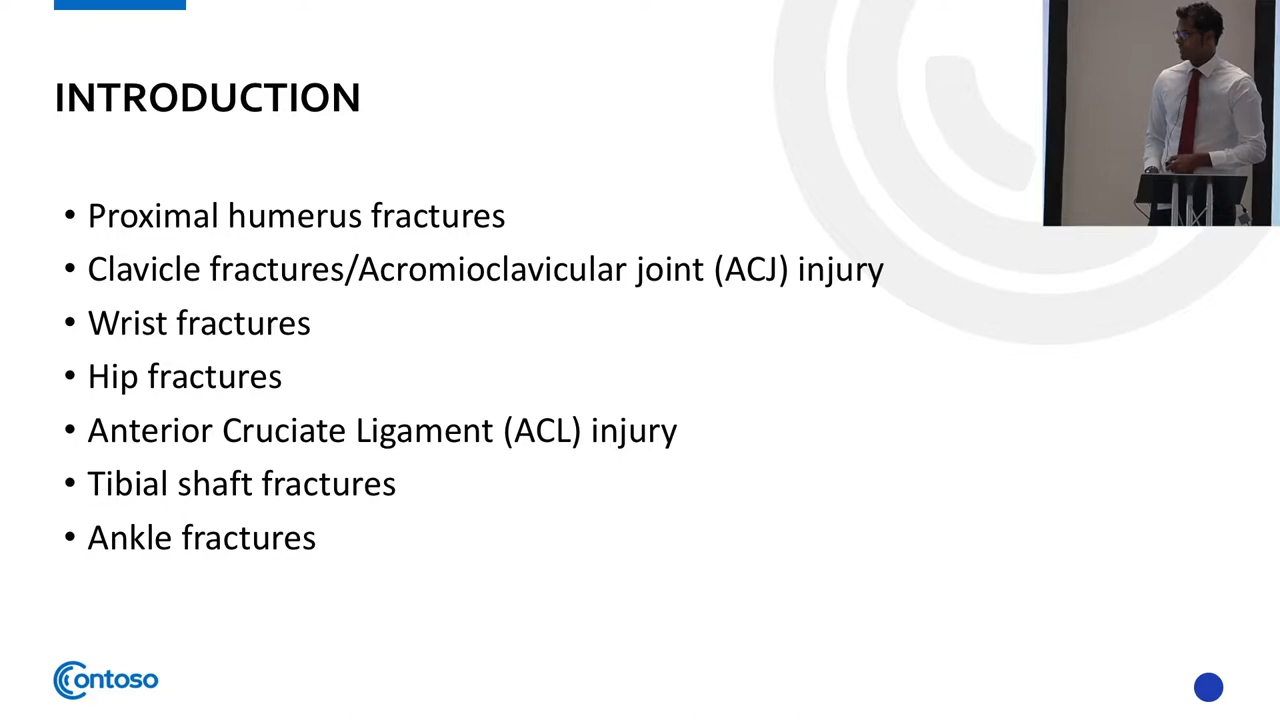 INTRODUCTION
• Proximal humerus fractures
• Clavicle fractures/Acromioclavicular joint (ACJ) injury
• Wrist fractures
• Hip fractures
• Anterior Cruciate Ligament (ACL) injury
• Tibial shaft fractures
• Ankle fractures
Contoso